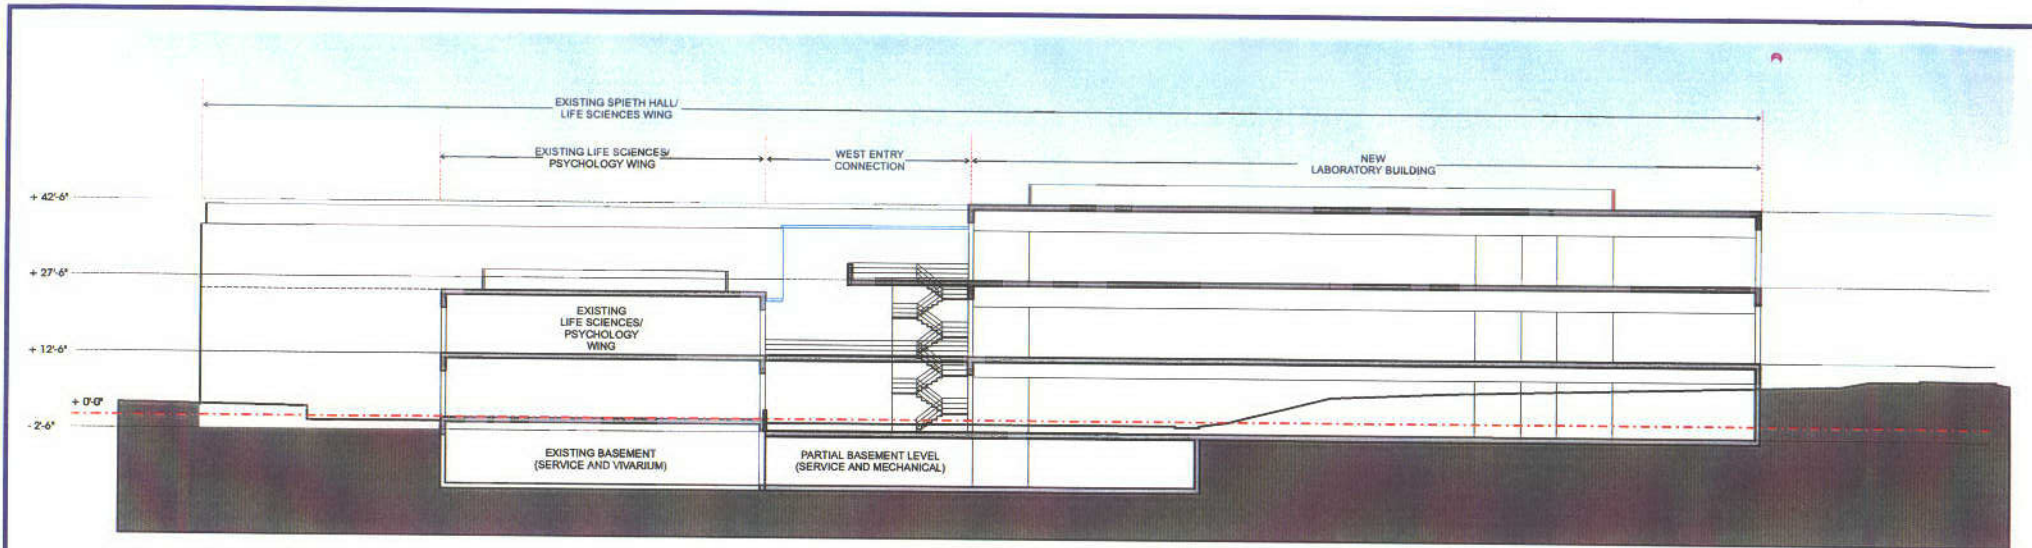 EXISTING SPIETH HALL/
LIFE SCIENCES WING
EXISTING LIFE SCIENCES/
PSYCHOLOGY WING
WEST ENTRY
CONNECTION
NEW
LABORATORY BUILDING
+ 42'-6"
+ 27'-6"
EXISTING
LIFE SCIENCES/
PSYCHOLOGY
WING
+ 12'-6"
+ 0'-0"
- 2'-6"
EXISTING BASEMENT
(SERVICE AND VIVARIUM)
PARTIAL BASEMENT LEVEL
(SERVICE AND MECHANICAL)